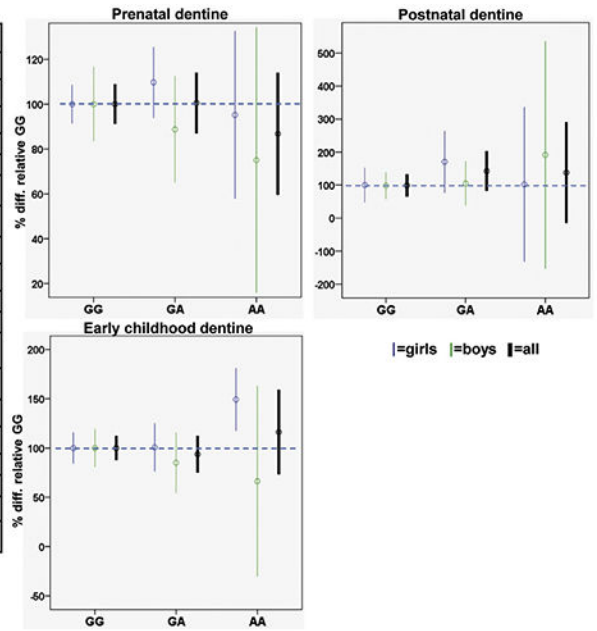 Prenatal dentine
% diff. relative GG
120
100
80
60
40
20
GG GA AA
Postnatal dentine
500
400
300
200
100
0
-100
-200
GG GA AA
Early childhood dentine
% diff. relative GG
200
150
100
50
0
-50
GG GA AA
=girls =boys =all